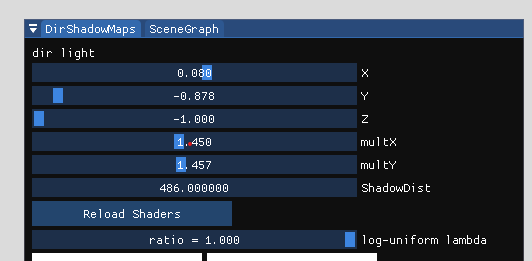 DirShadowMaps SceneGraph
dir light
0.080 X
-0.878 Y
-1.000 Z
1.450 multX
1.457 multY
486.000000 ShadowDist
Reload Shaders
ratio = 1.000 log-uniform lambda